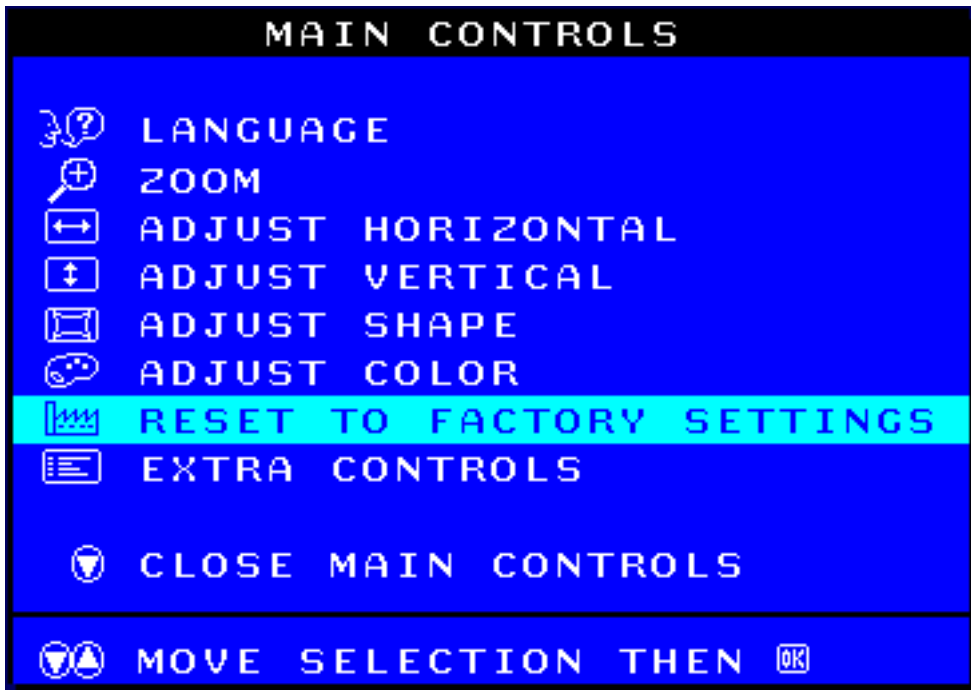 MAIN CONTROLS
LANGUAGE
ZOOM
ADJUST HORIZONTAL
ADJUST VERTICAL
ADJUST SHAPE
ADJUST COLOR
RESET TO FACTORY SETTINGS
EXTRA CONTROLS
CLOSE MAIN CONTROLS
MOVE SELECTION THEN OK